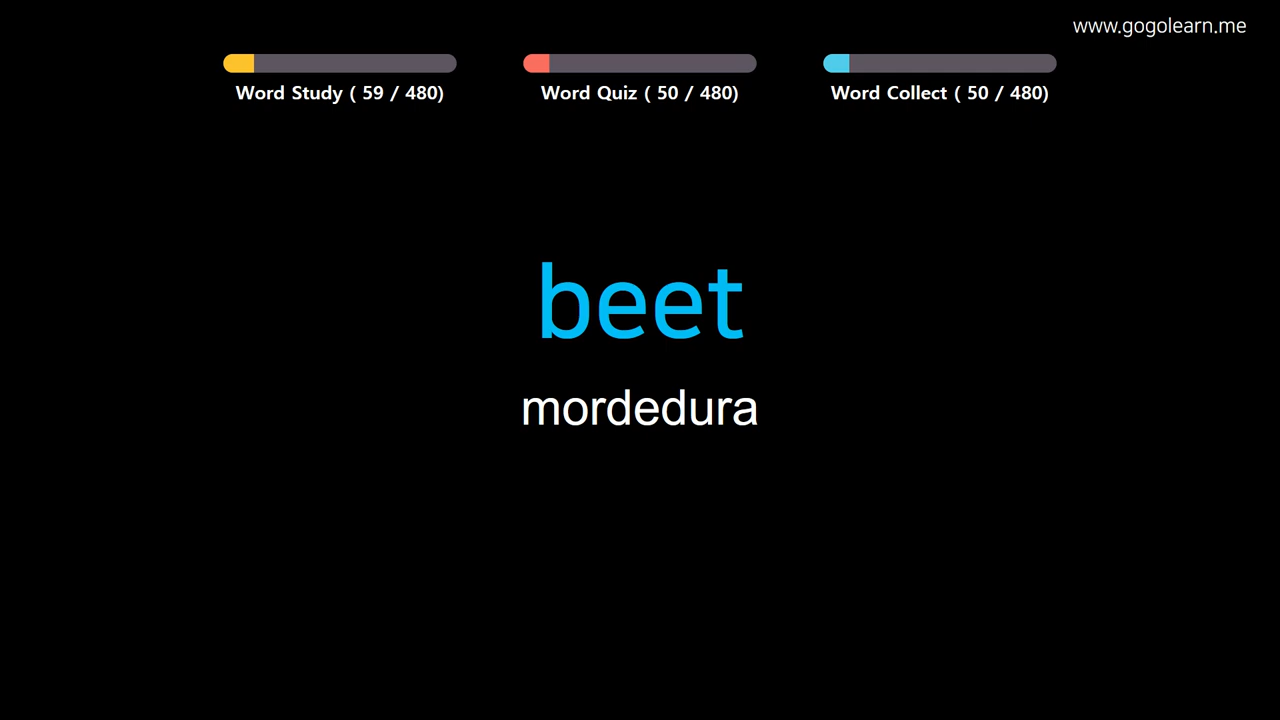 www.gogolearn.me
Word Study ( 59 / 480)
Word Quiz ( 50 / 480)
Word Collect ( 50 / 480)
beet
mordedura